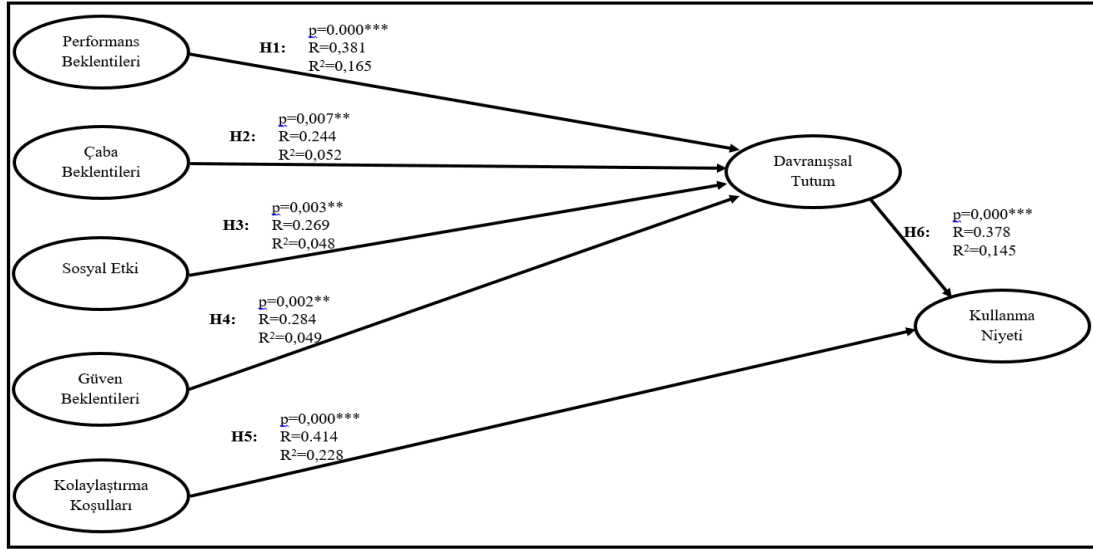 Performans
Beklentileri
H1:
p=0.000***
R=0,381
R²=0,165
Çaba
Beklentileri
H2:
p=0,007**
R=0.244
R²=0,052
Davranışsal
Tutum
Sosyal Etki
H3:
p=0,003**
R=0.269
R²=0,048
H6:
p=0,000***
R=0.378
R²=0,145
Güven
Beklentileri
H4:
p=0,002**
R=0.284
R²=0,049
Kullanma
Niyeti
Kolaylaştırma
Koşulları
H5:
p=0,000***
R=0.414
R²=0,228